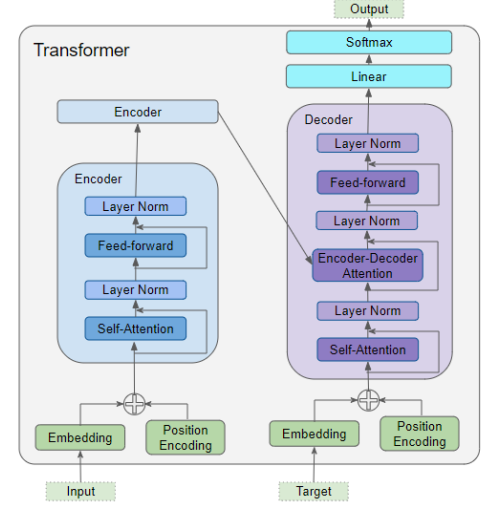 Output
Transformer
Softmax
Linear
Encoder
Encoder
Layer Norm
Feed-forward
Layer Norm
Self-Attention
Decoder
Layer Norm
Feed-forward
Layer Norm
Encoder-Decoder
Attention
Layer Norm
Self-Attention
Embedding
Position
Encoding
Embedding
Position
Encoding
Input
Target